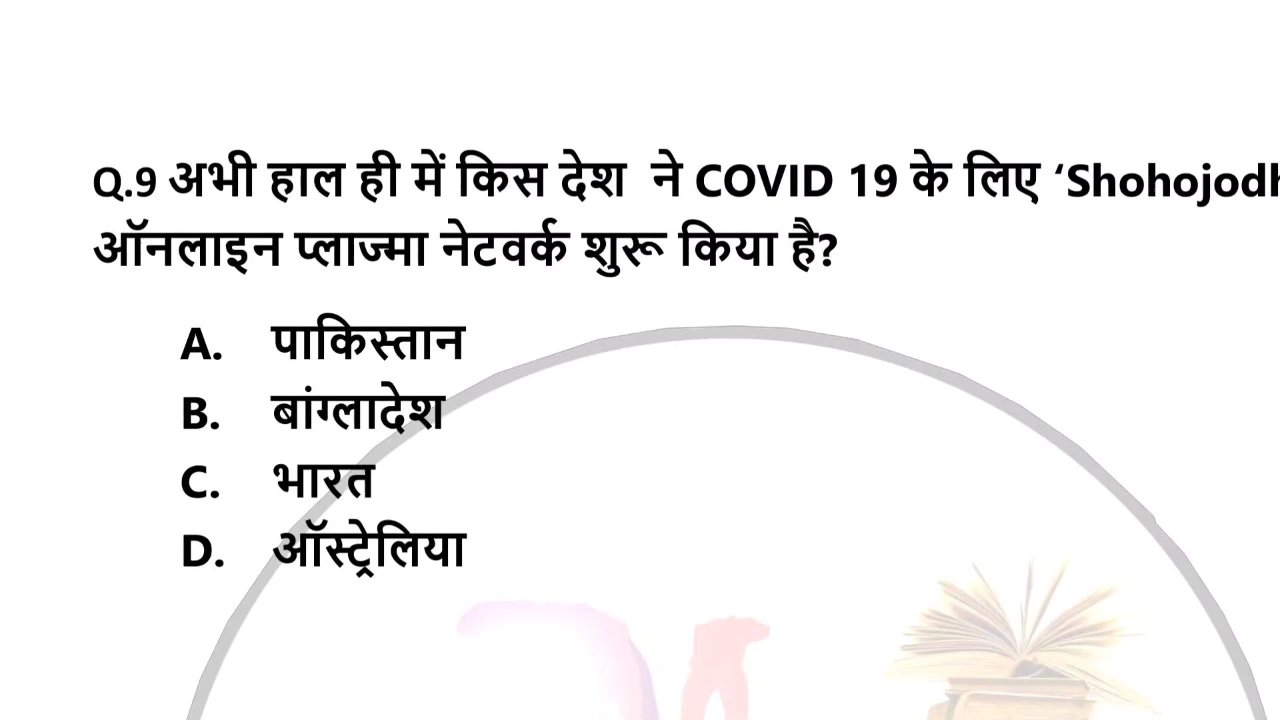 Q.9 अभी हाल ही में किस देश ने COVID 19 के लिए ‘Shohojodh
ऑनलाइन प्लाज्मा नेटवर्क शुरू किया है?
A. पाकिस्तान
B. बांग्लादेश
C. भारत
D. ऑस्ट्रेलिया